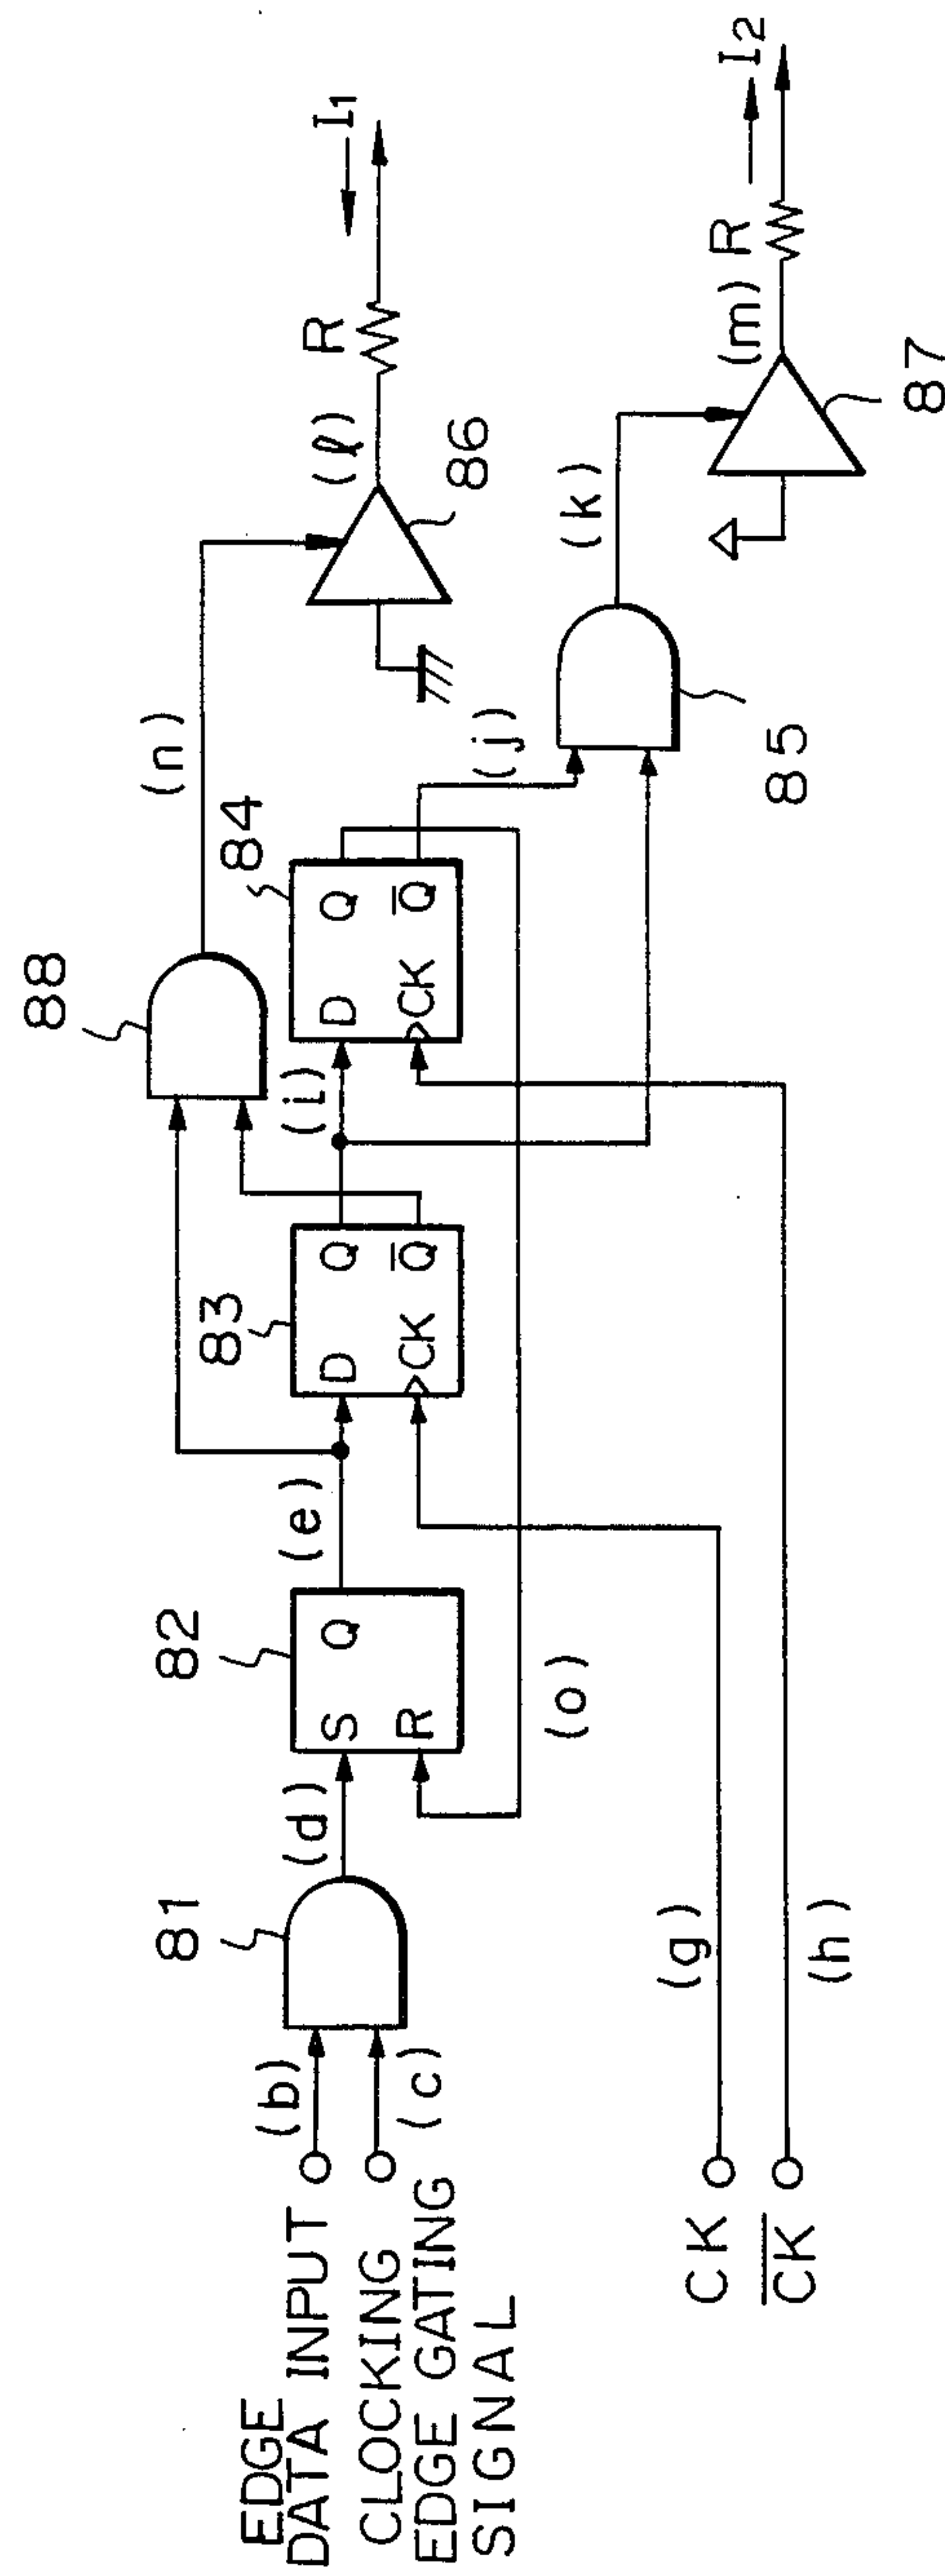 EDGE
DATA INPUT
(b)
CLOCKING
EDGE GATING
SIGNAL
(c)
81
(d)
82
S
Q
R
(e)
(o)
83
D
Q
CK
Q̅
88
(i)
84
D
Q
CK
Q̅
(n)
(j)
85
(k)
86
(ℓ)
R
I1
87
(m)
R
I2
CK
(g)
C̅K̅
(h)